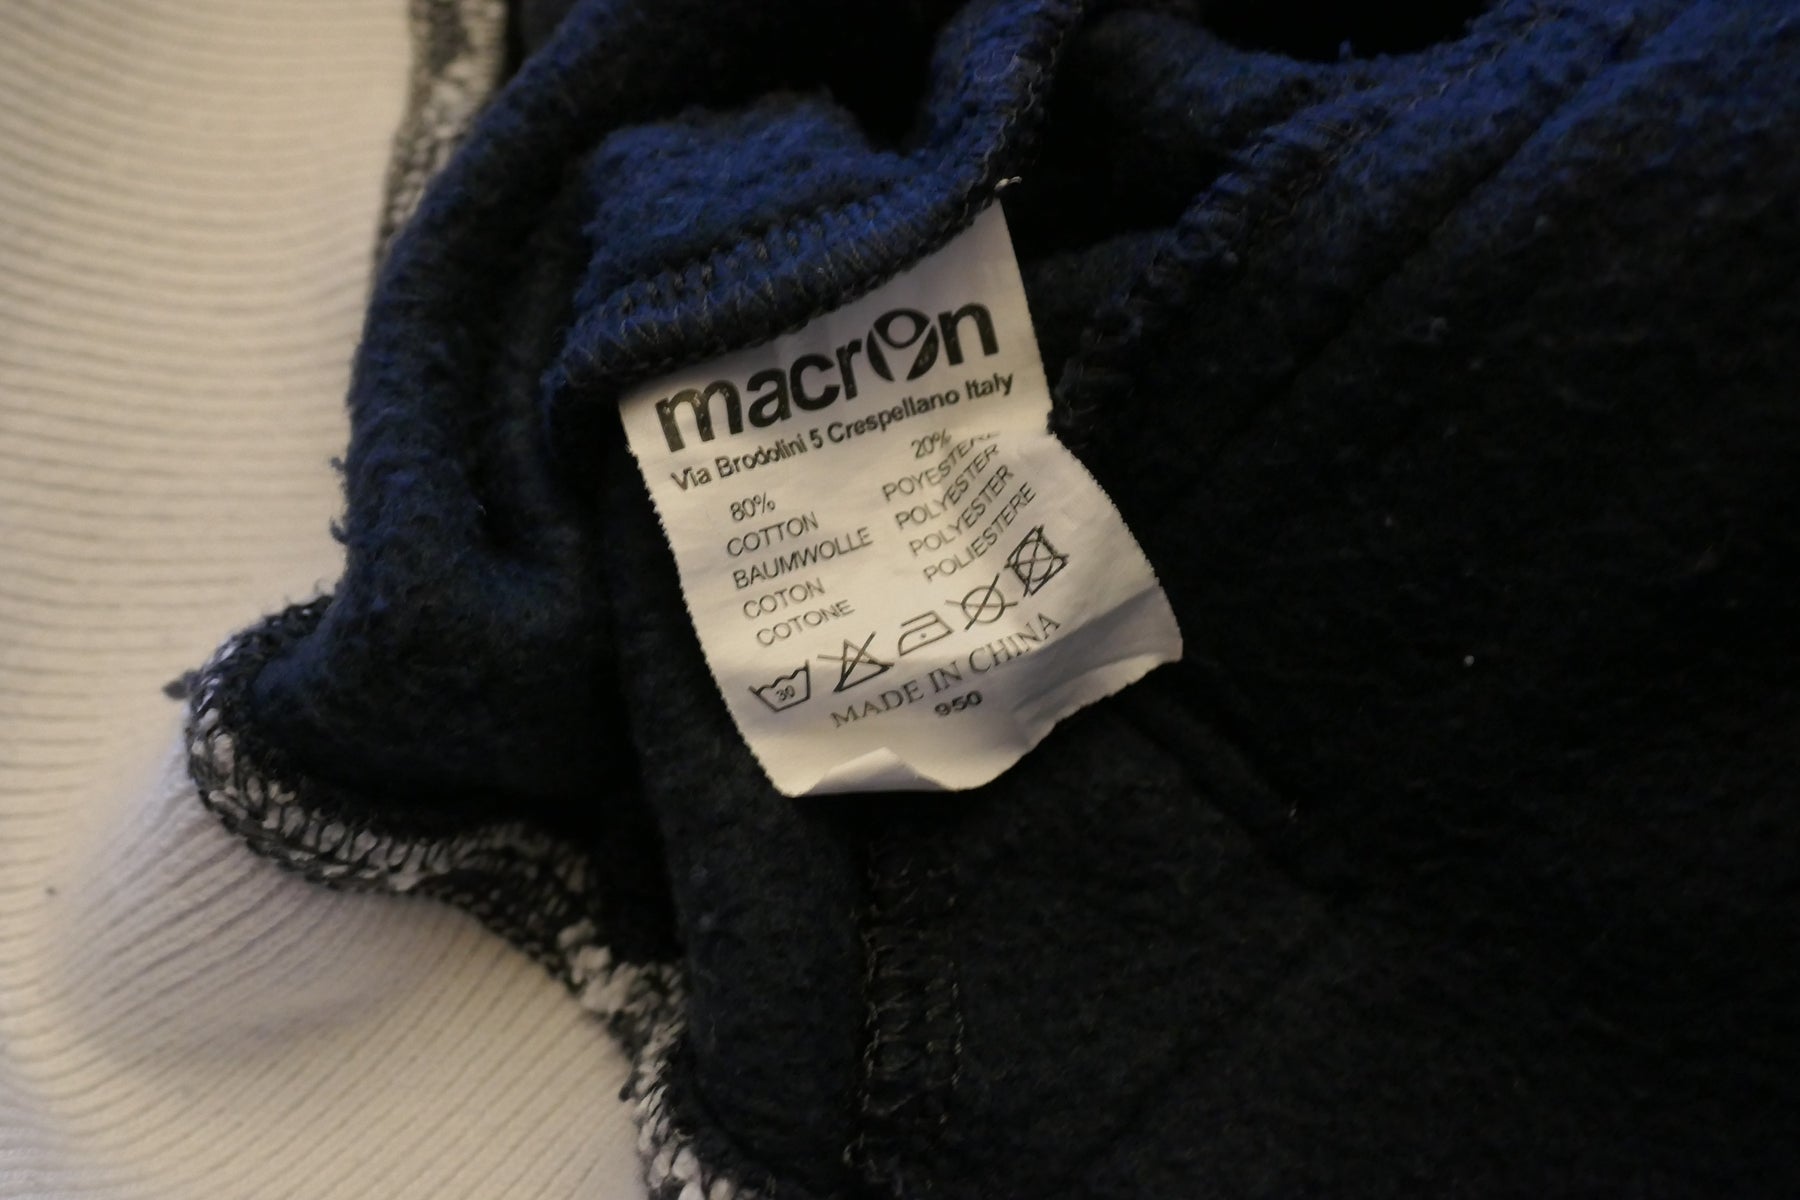 macron
Via Brodolini 5 Crespellano Italy
80%
COTTON
BAUMWOLLE
COTON
COTONE
20%
POYESTER
POLYESTER
POLYESTER
POLIESTERE
30
MADE IN CHINA
950